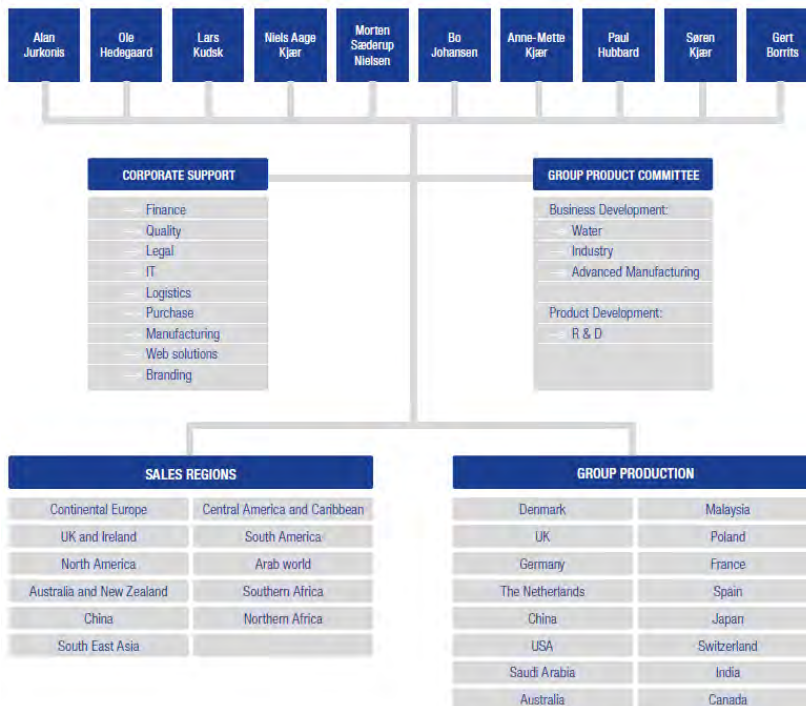 Alan
Jurkonis
Ole
Hedegaard
Lars
Kudsk
Niels Aage
Kjær
Morten
Sæderup
Nielsen
Bo
Johansen
Anne-Mette
Kjær
Paul
Hubbard
Søren
Kjær
Gert
Borrits
CORPORATE SUPPORT
Finance
Quality
Legal
IT
Logistics
Purchase
Manufacturing
Web solutions
Branding
GROUP PRODUCT COMMITTEE
Business Development:
Water
Industry
Advanced Manufacturing
Product Development:
R & D
SALES REGIONS
Continental Europe
Central America and Caribbean
UK and Ireland
South America
North America
Arab world
Australia and New Zealand
Southern Africa
China
Northern Africa
South East Asia
GROUP PRODUCTION
Denmark
Malaysia
UK
Poland
Germany
France
The Netherlands
Spain
China
Japan
USA
Switzerland
Saudi Arabia
India
Australia
Canada